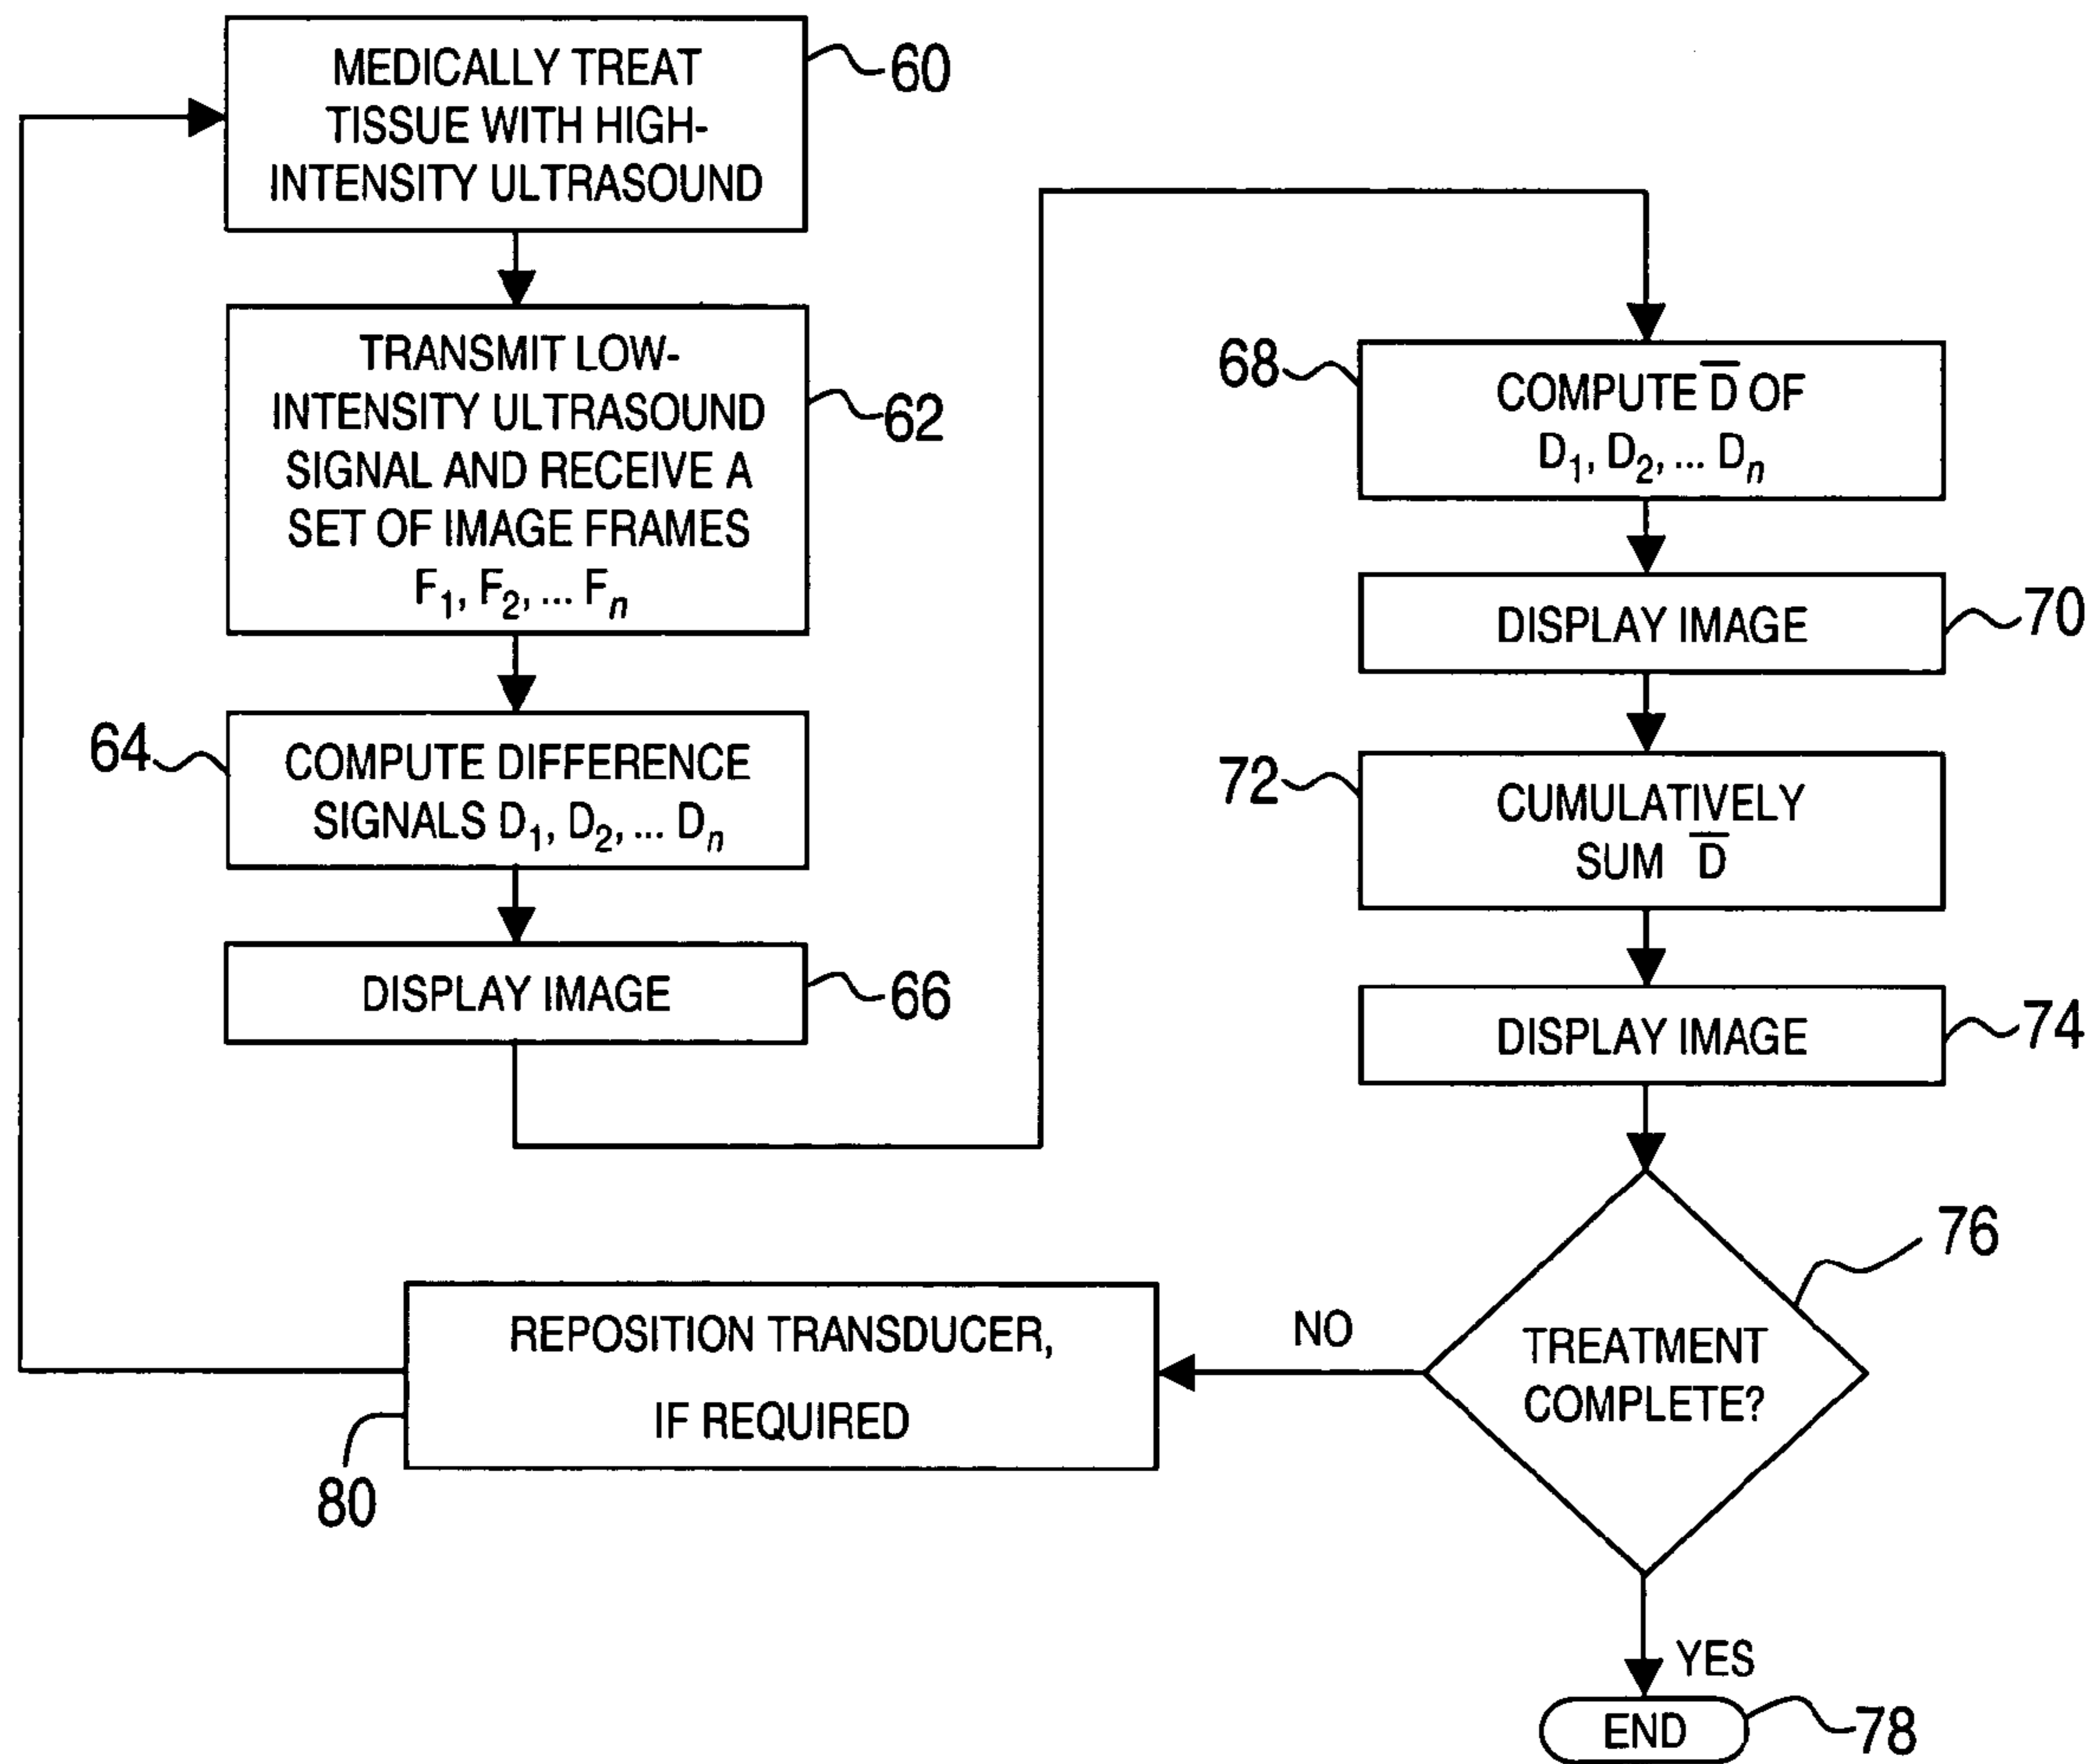 MEDICALLY TREAT
TISSUE WITH HIGH-
INTENSITY ULTRASOUND
60
TRANSMIT LOW-
INTENSITY ULTRASOUND
SIGNAL AND RECEIVE A
SET OF IMAGE FRAMES
F₁, F₂, ... Fₙ
62
64
COMPUTE DIFFERENCE
SIGNALS D₁, D₂, ... Dₙ
DISPLAY IMAGE
66
68
COMPUTE D̅ OF
D₁, D₂, ... Dₙ
DISPLAY IMAGE
70
72
CUMULATIVELY
SUM D̅
DISPLAY IMAGE
74
76
TREATMENT
COMPLETE?
NO
REPOSITION TRANSDUCER,
IF REQUIRED
80
YES
END
78